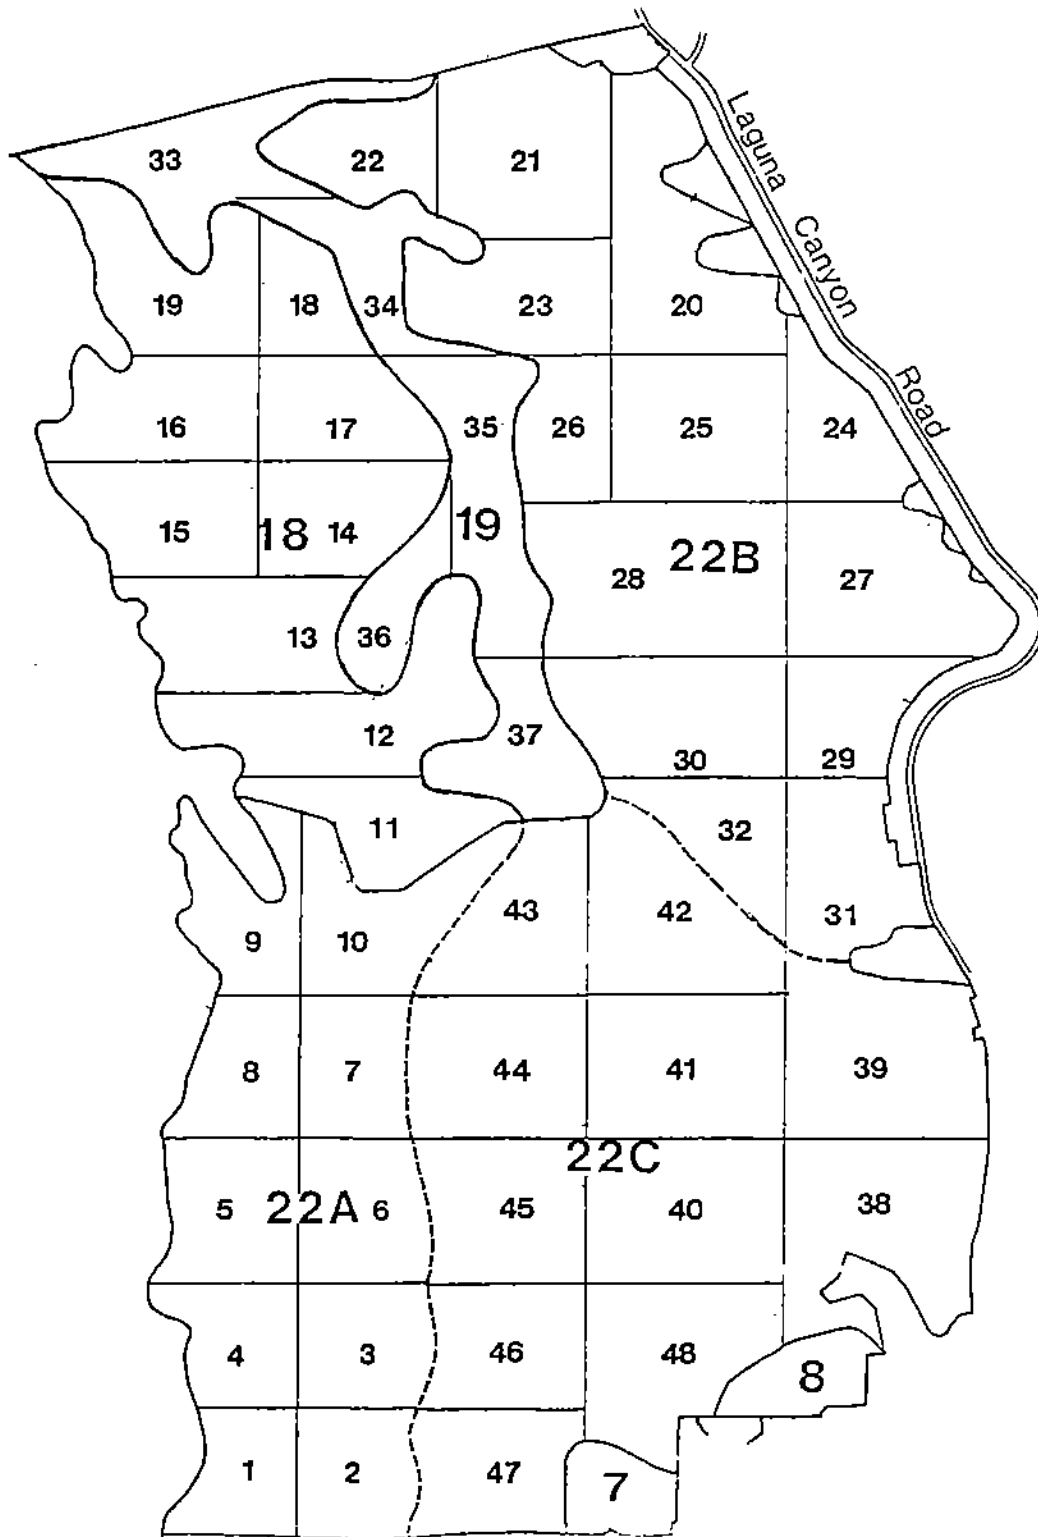 Laguna Canyon Road
33 22 21
19 18 34 23 20
16 17 35 26 25 24
15 18 14 19 22B
28 27
13 36
12 37 30 29
11 32
9 10 43 42 31
8 7 44 41 39
22C
5 22A 6 45 40 38
4 3 46 48 8
1 2 47 7